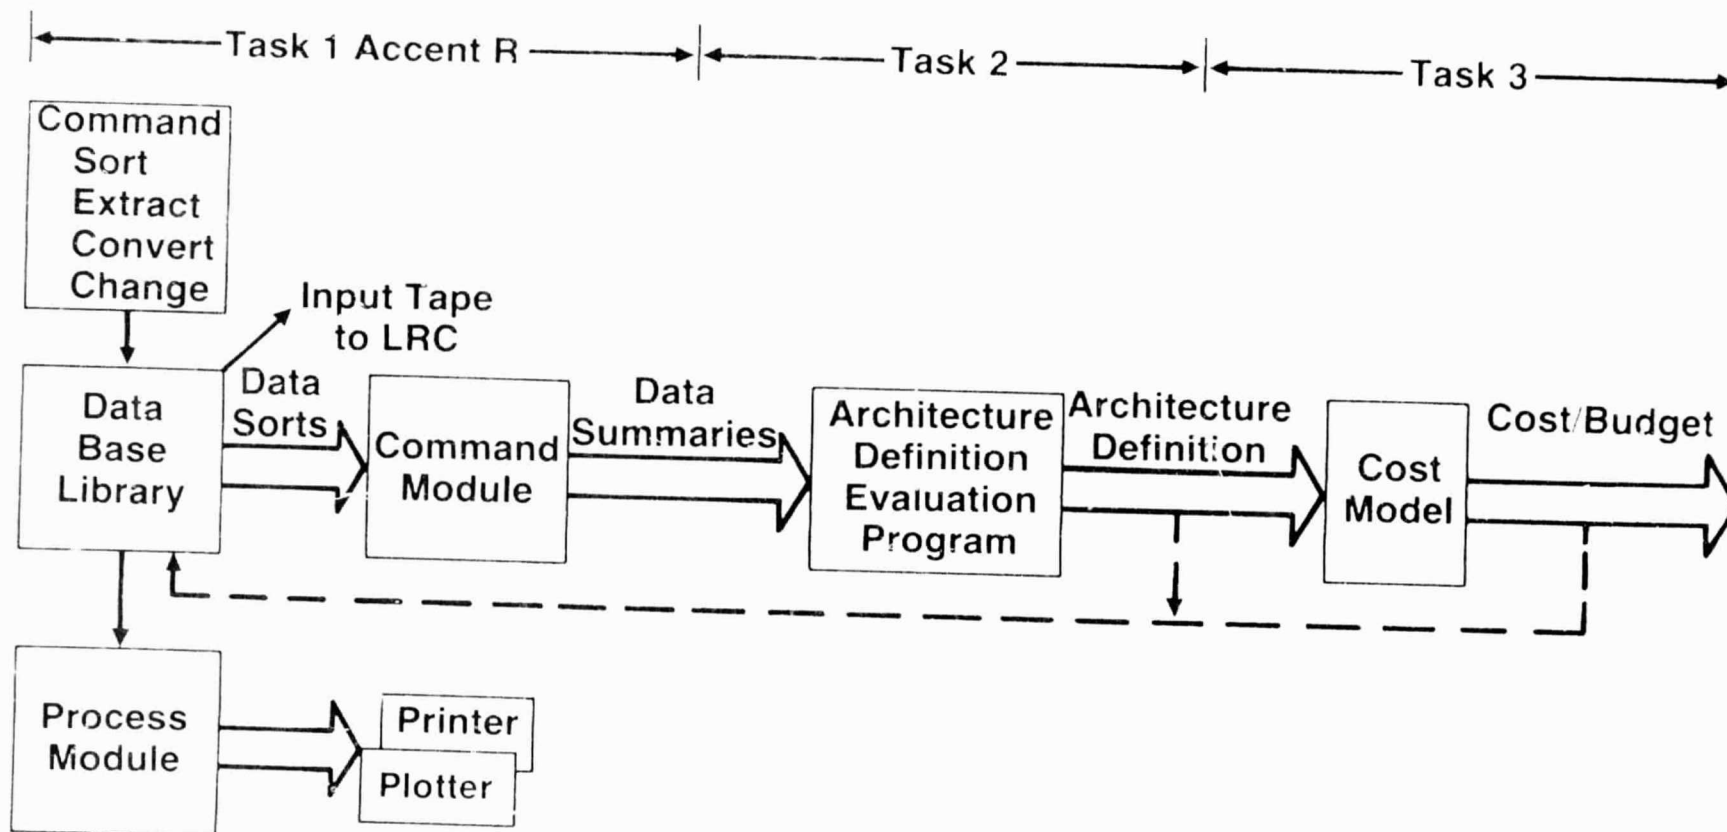 Task 1 Accent R
Task 2
Task 3
Command
Sort
Extract
Convert
Change
Input Tape
to LRC
Data
Base
Library
Data
Sorts
Command
Module
Data
Summaries
Architecture
Definition
Evaluation
Program
Architecture
Definition
Cost
Model
Cost/Budget
Process
Module
Printer
Plotter